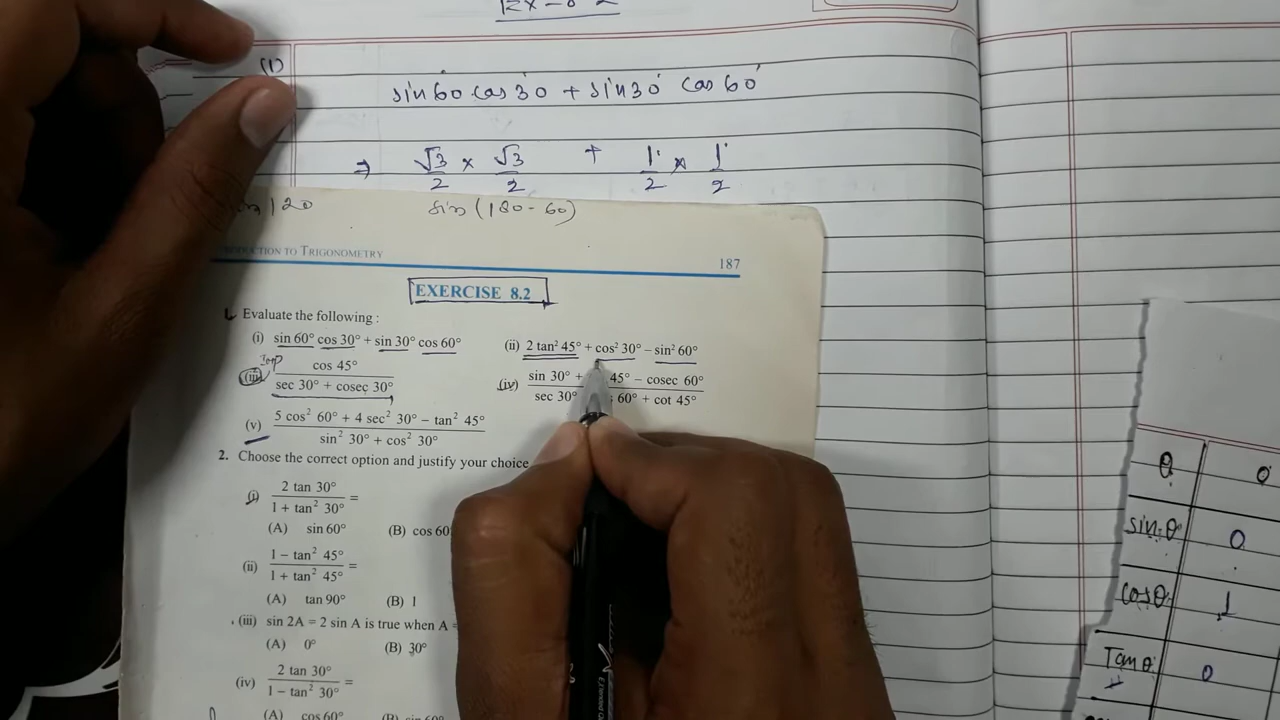 (1)
sin 60° cos 30° + sin 30° cos 60°
⇒ √3/2 × √3/2 + 1/2 × 1/2
120 sin (180 - 60)
TRIGONOMETRY 187
EXERCISE 8.2
1. Evaluate the following :
(i) sin 60° cos 30° + sin 30° cos 60° (ii) 2 tan² 45° + cos² 30° – sin² 60°
Imp
(iii) cos 45° / sec 30° + cosec 30° (iv) sin 30° + 45° – cosec 60° / sec 30° 60° + cot 45°
(v) 5 cos² 60° + 4 sec² 30° – tan² 45° / sin² 30° + cos² 30°
2. Choose the correct option and justify your choice
(i) 2 tan 30° / 1 + tan² 30° =
(A) sin 60° (B) cos 60
(ii) 1 – tan² 45° / 1 + tan² 45° =
(A) tan 90° (B) 1
(iii) sin 2A = 2 sin A is true when A =
(A) 0° (B) 30°
(iv) 2 tan 30° / 1 – tan² 30° =
(A) cos 60° (B) sin 60°
θ 0
sin θ 0
cos θ 1
Tan θ 0